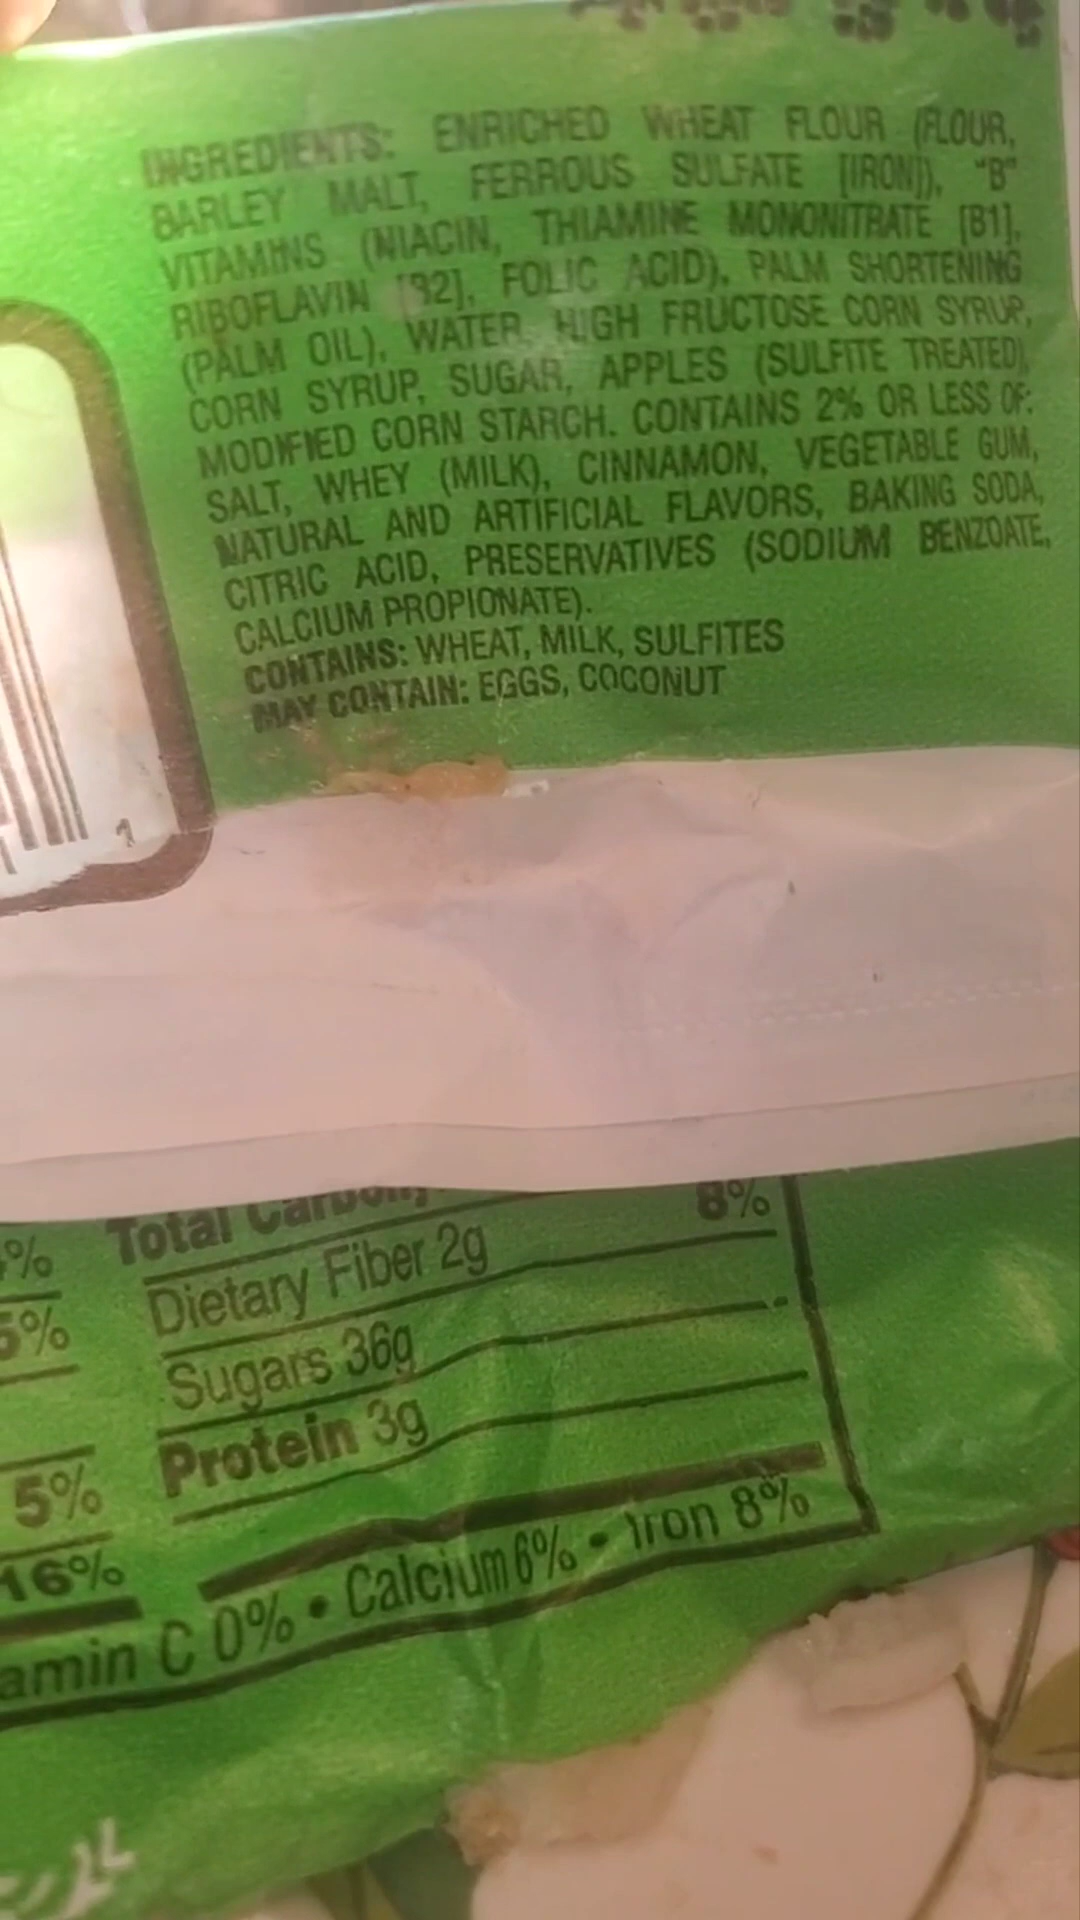 INGREDIENTS: ENRICHED WHEAT FLOUR (FLOUR,
BARLEY MALT, FERROUS SULFATE [IRON]), "B"
VITAMINS (NIACIN, THIAMINE MONONITRATE [B1],
RIBOFLAVIN [B2], FOLIC ACID), PALM SHORTENING
(PALM OIL), WATER, HIGH FRUCTOSE CORN SYRUP,
CORN SYRUP, SUGAR, APPLES (SULFITE TREATED),
MODIFIED CORN STARCH. CONTAINS 2% OR LESS OF:
SALT, WHEY (MILK), CINNAMON, VEGETABLE GUM,
NATURAL AND ARTIFICIAL FLAVORS, BAKING SODA,
CITRIC ACID, PRESERVATIVES (SODIUM BENZOATE,
CALCIUM PROPIONATE).
CONTAINS: WHEAT, MILK, SULFITES
MAY CONTAIN: EGGS, COCONUT
1
Total
Dietary Fiber 2g 8%
Sugars 36g
Protein 3g
5%
16%
C 0% • Calcium 6% • Iron 8%